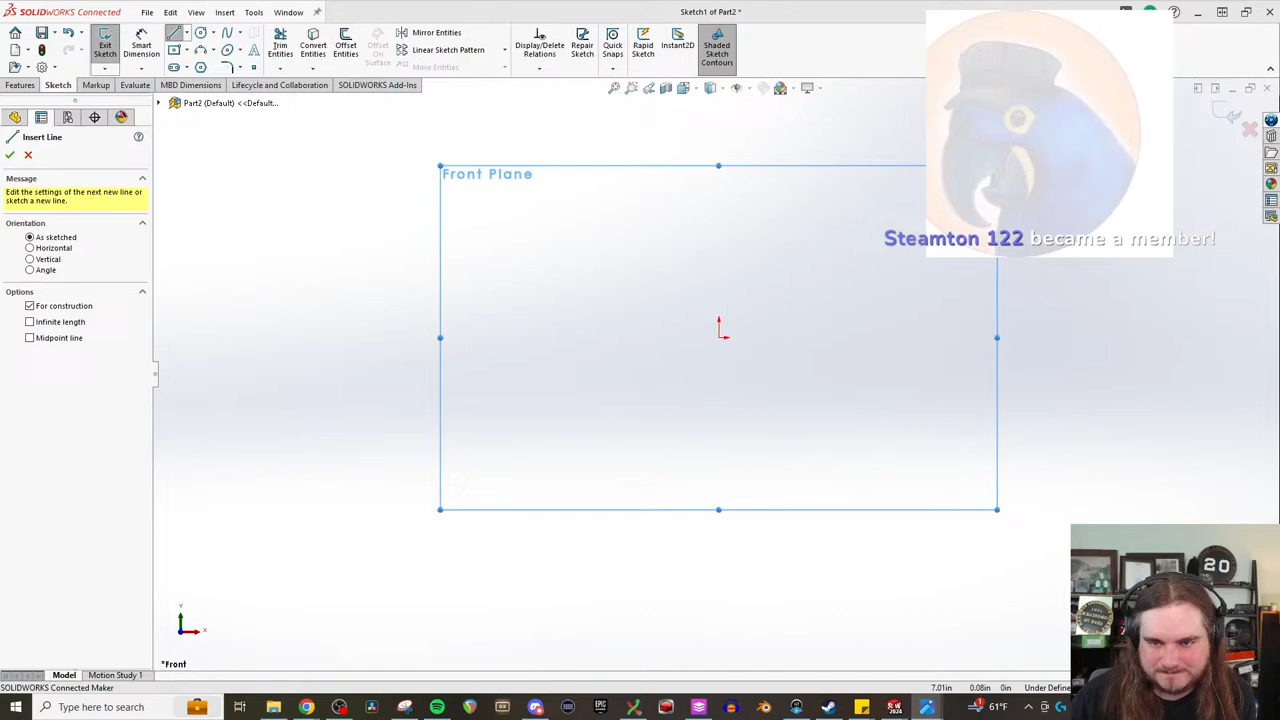 SOLIDWORKS Connected
File
Edit
View
Insert
Tools
Window
Sketch1 of Part2 *
Exit Sketch
Smart Dimension
Trim Entities
Convert Entities
Offset Entities
Offset On Surface
Mirror Entities
Linear Sketch Pattern
Move Entities
Display/Delete Relations
Repair Sketch
Quick Snaps
Rapid Sketch
Instant2D
Shaded Sketch Contours
Features
Sketch
Markup
Evaluate
MBD Dimensions
Lifecycle and Collaboration
SOLIDWORKS Add-Ins
Part2 (Default) <<Default...
Insert Line
Message
Edit the settings of the next new line or sketch a new line.
Orientation
As sketched
Horizontal
Vertical
Angle
Options
For construction
Infinite length
Midpoint line
Front Plane
Steamton 122 became a member!
20
Y
X
*Front
Model
Motion Study 1
SOLIDWORKS Connected Maker
7.01in
0.08in
0in
Under Define
Type here to search
61°F